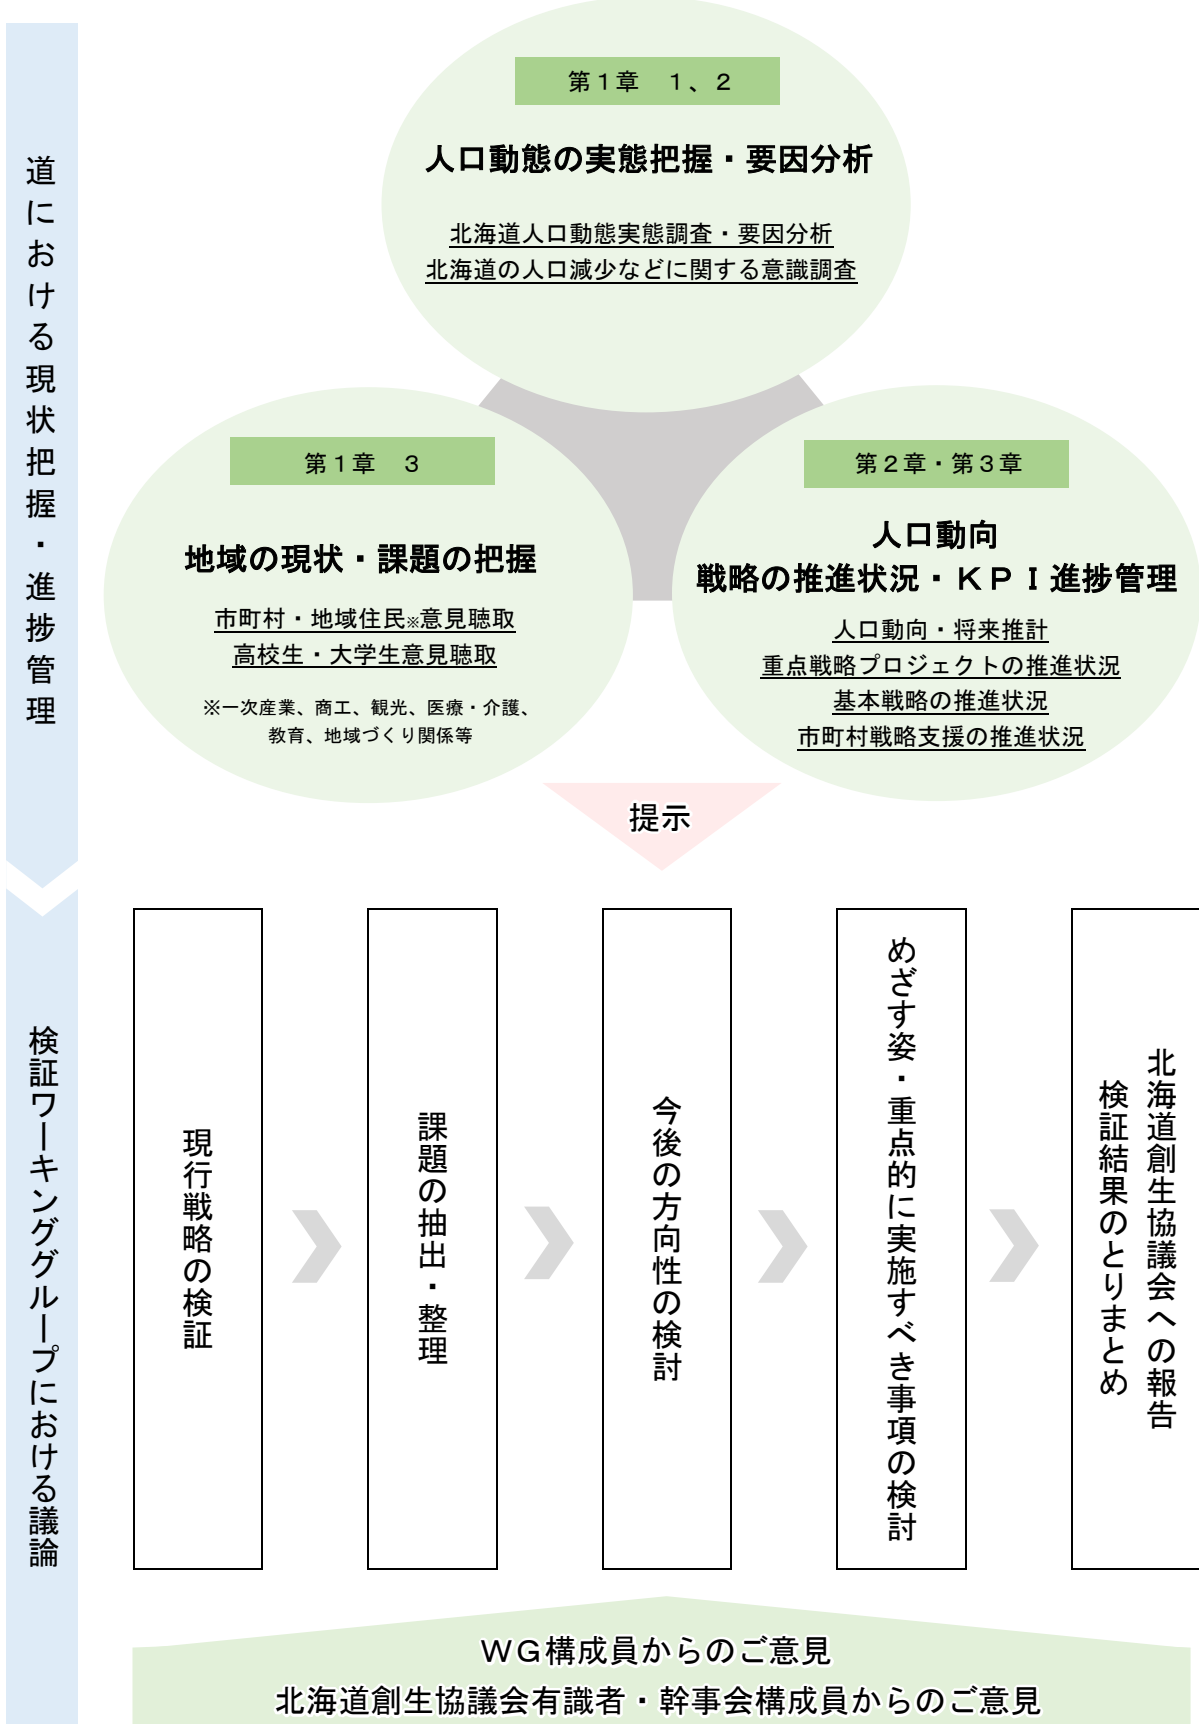 道における現状把握・進捗管理
第１章　１、２
人口動態の実態把握・要因分析
北海道人口動態実態調査・要因分析
北海道の人口減少などに関する意識調査
第１章　３
地域の現状・課題の把握
市町村・地域住民※意見聴取
高校生・大学生意見聴取
※一次産業、商工、観光、医療・介護、
教育、地域づくり関係等
第２章・第３章
人口動向
戦略の推進状況・ＫＰＩ進捗管理
人口動向・将来推計
重点戦略プロジェクトの推進状況
基本戦略の推進状況
市町村戦略支援の推進状況
提示
検証ワーキンググループにおける議論
現行戦略の検証
課題の抽出・整理
今後の方向性の検討
めざす姿・重点的に実施すべき事項の検討
北海道創生協議会への報告
検証結果のとりまとめ
ＷＧ構成員からのご意見
北海道創生協議会有識者・幹事会構成員からのご意見